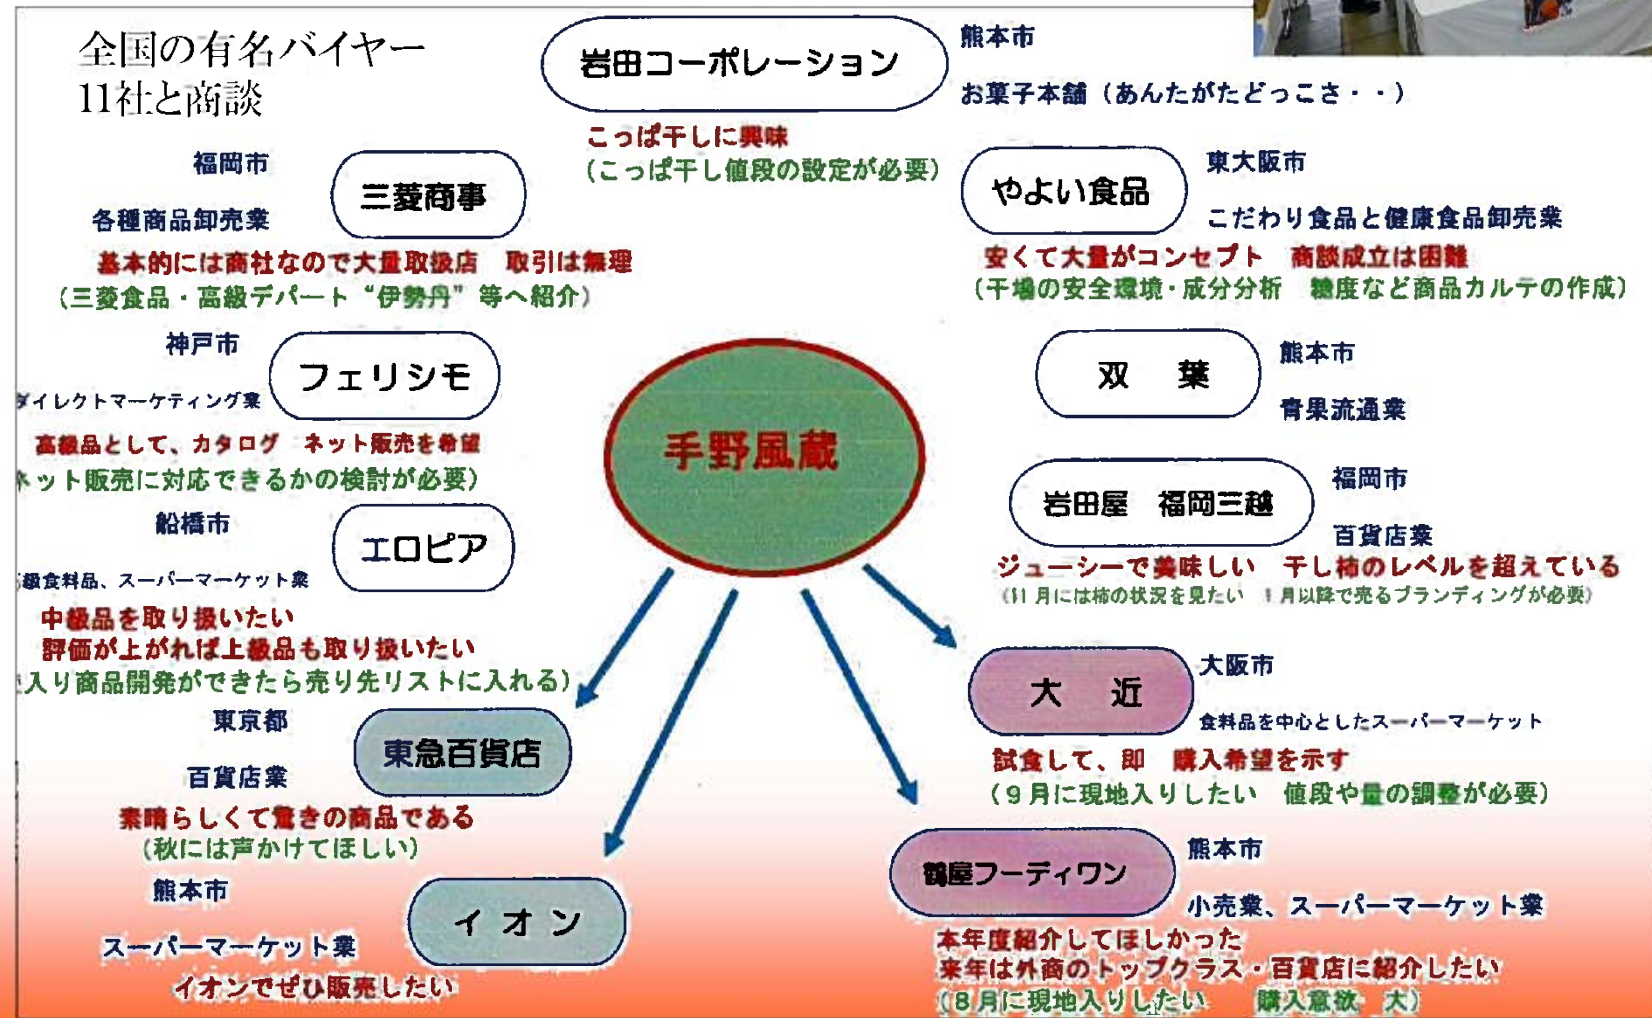 全国の有名バイヤー
11社と商談
岩田コーポレーション
熊本市
お菓子本舗（あんたがたどっこさ・・）
こっぱ干しに興味
（こっぱ干し値段の設定が必要）
福岡市
三菱商事
各種商品卸売業
基本的には商社なので大量取扱店　取引は無理
（三菱食品・高級デパート“伊勢丹”等へ紹介）
やよい食品
東大阪市
こだわり食品と健康食品卸売業
安くて大量がコンセプト　商談成立は困難
（干場の安全環境・成分分析　糖度など商品カルテの作成）
神戸市
フェリシモ
ダイレクトマーケティング業
高級品として、カタログ　ネット販売を希望
ネット販売に対応できるかの検討が必要）
双　葉
熊本市
青果流通業
手野風蔵
岩田屋　福岡三越
福岡市
百貨店業
ジューシーで美味しい　干し柿のレベルを超えている
（11月には柿の状況を見たい　1月以降で売るブランディングが必要）
船橋市
エロピア
級食料品、スーパーマーケット業
中級品を取り扱いたい
評価が上がれば上級品も取り扱いたい
入り商品開発ができたら売り先リストに入れる）
大　近
大阪市
食料品を中心としたスーパーマーケット
試食して、即　購入希望を示す
（9月に現地入りしたい　値段や量の調整が必要）
東京都
東急百貨店
百貨店業
素晴らしくて驚きの商品である
（秋には声かけてほしい）
鶴屋フーディワン
熊本市
小売業、スーパーマーケット業
本年度紹介してほしかった
来年は外商のトップクラス・百貨店に紹介したい
（8月に現地入りしたい　購入意欲　大）
熊本市
イオン
スーパーマーケット業
イオンでぜひ販売したい